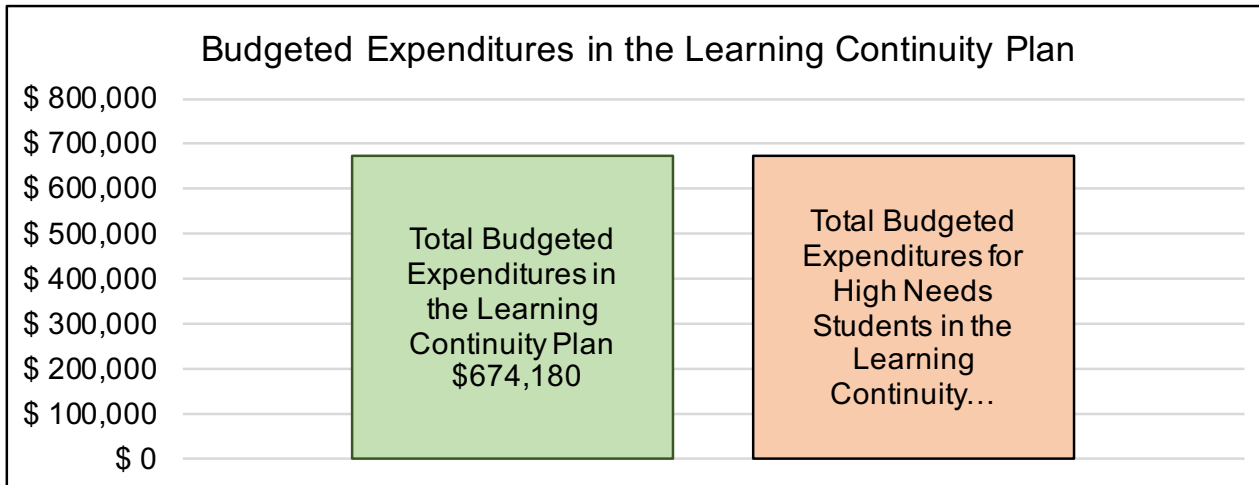 Budgeted Expenditures in the Learning Continuity Plan
$ 800,000
$ 700,000
$ 600,000
$ 500,000
$ 400,000
$ 300,000
$ 200,000
$ 100,000
$ 0
Total Budgeted
Expenditures in
the Learning
Continuity Plan
$674,180
Total Budgeted
Expenditures for
High Needs
Students in the
Learning
Continuity…